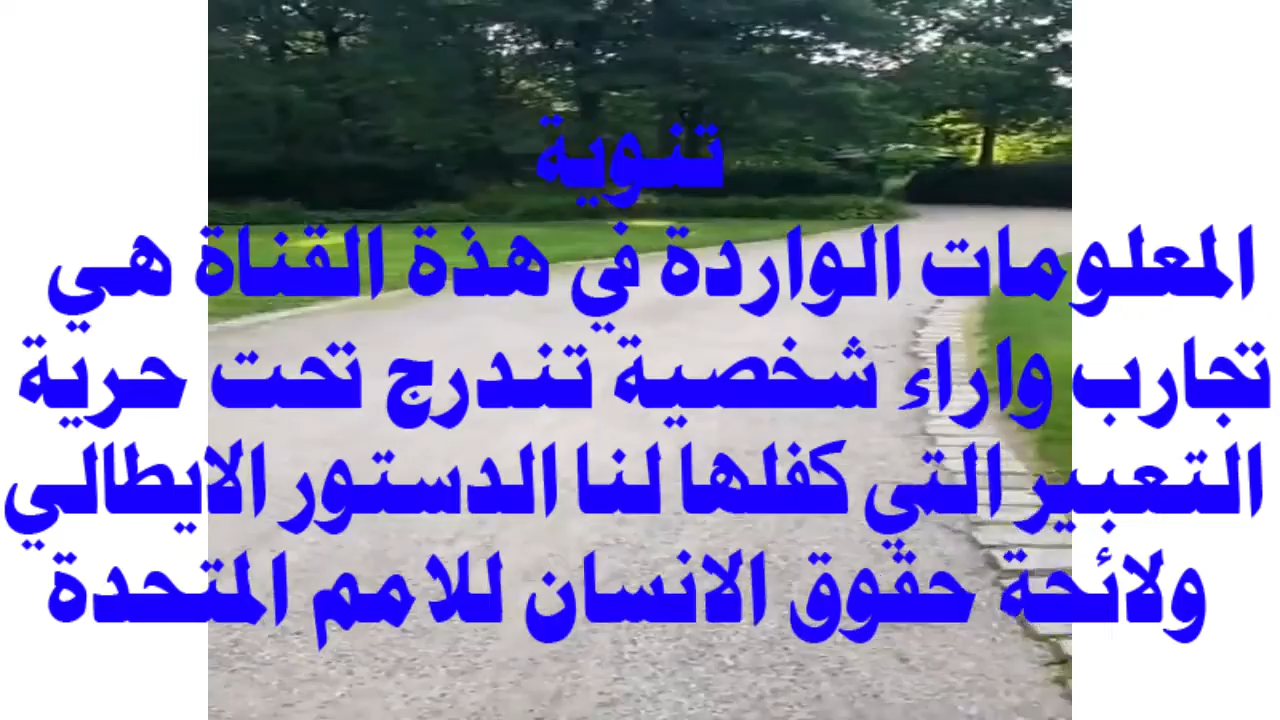 تنوية
المعلومات الواردة في هذة القناة هي
تجارب واراء شخصية تندرج تحت حرية
التعبير التي كفلها لنا الدستور الايطالي
ولائحة حقوق الانسان للامم المتحدة